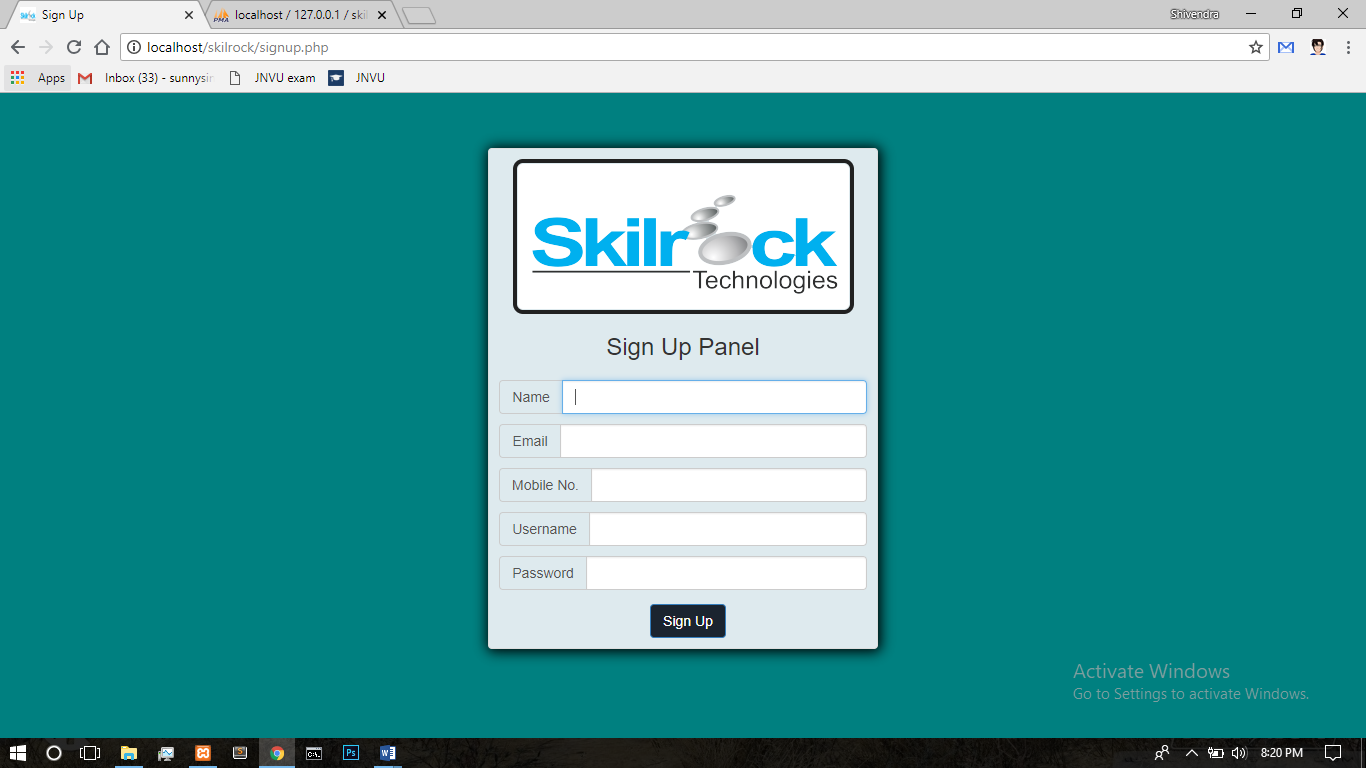 Sign Up
localhost / 127.0.0.1 / skil
Shivendra
localhost/skilrock/signup.php
Apps
Inbox (33) - sunnysin
JNVU exam
JNVU
Skilrock
Technologies
Sign Up Panel
Name
Email
Mobile No.
Username
Password
Sign Up
Activate Windows
Go to Settings to activate Windows.
8:20 PM